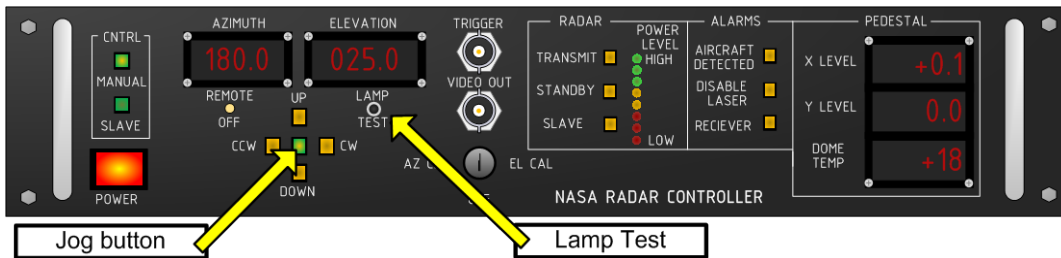 AZIMUTH
ELEVATION
TRIGGER
RADAR
ALARMS
PEDESTAL
CNTRL
MANUAL
SLAVE
POWER
180.0
025.0
REMOTE
OFF
UP
LAMP
TEST
CCW
CW
DOWN
VIDEO OUT
AZ
EL CAL
TRANSMIT
STANDBY
SLAVE
POWER
LEVEL
HIGH
LOW
AIRCRAFT
DETECTED
DISABLE
LASER
RECIEVER
X LEVEL
+0.1
Y LEVEL
0.0
DOME
TEMP
+18
NASA RADAR CONTROLLER
Jog button
Lamp Test